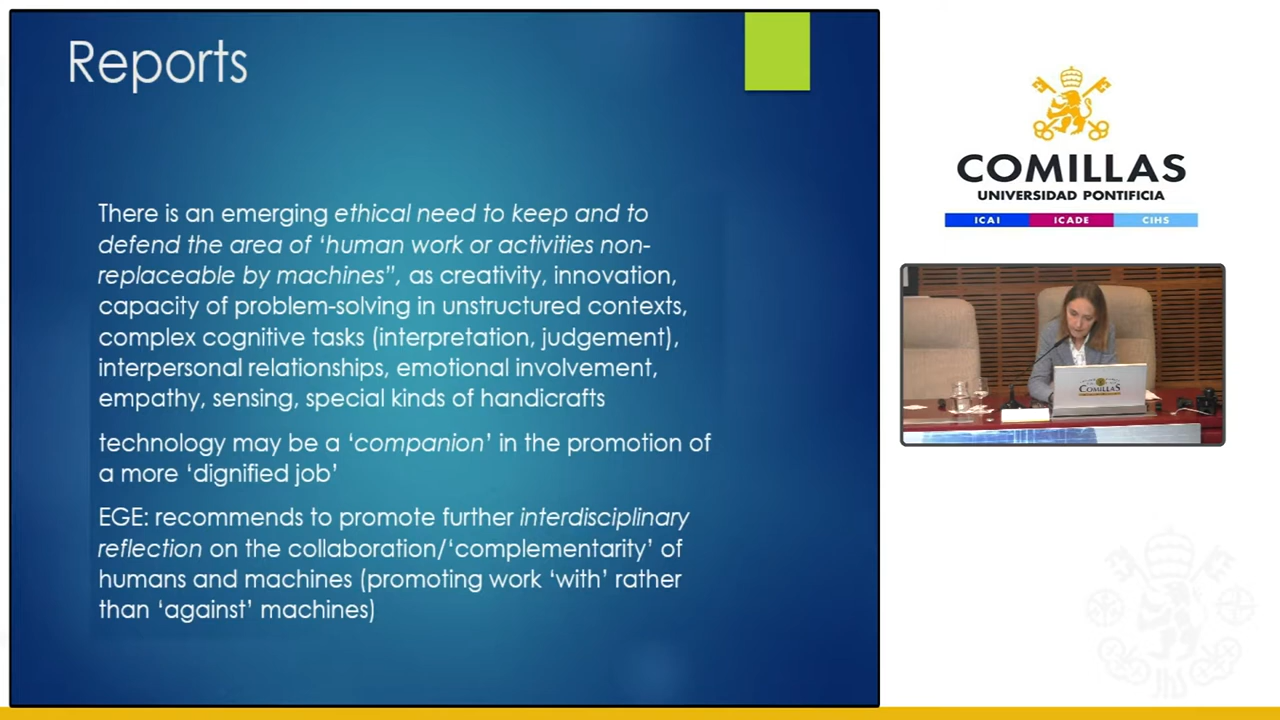 Reports
There is an emerging ethical need to keep and to
defend the area of ‘human work or activities non-
replaceable by machines”, as creativity, innovation,
capacity of problem-solving in unstructured contexts,
complex cognitive tasks (interpretation, judgement),
interpersonal relationships, emotional involvement,
empathy, sensing, special kinds of handicrafts
technology may be a ‘companion’ in the promotion of
a more ‘dignified job’
EGE: recommends to promote further interdisciplinary
reflection on the collaboration/‘complementarity’ of
humans and machines (promoting work ‘with’ rather
than ‘against’ machines)
COMILLAS
UNIVERSIDAD PONTIFICIA
ICAI ICADE CIHS
COMILLAS